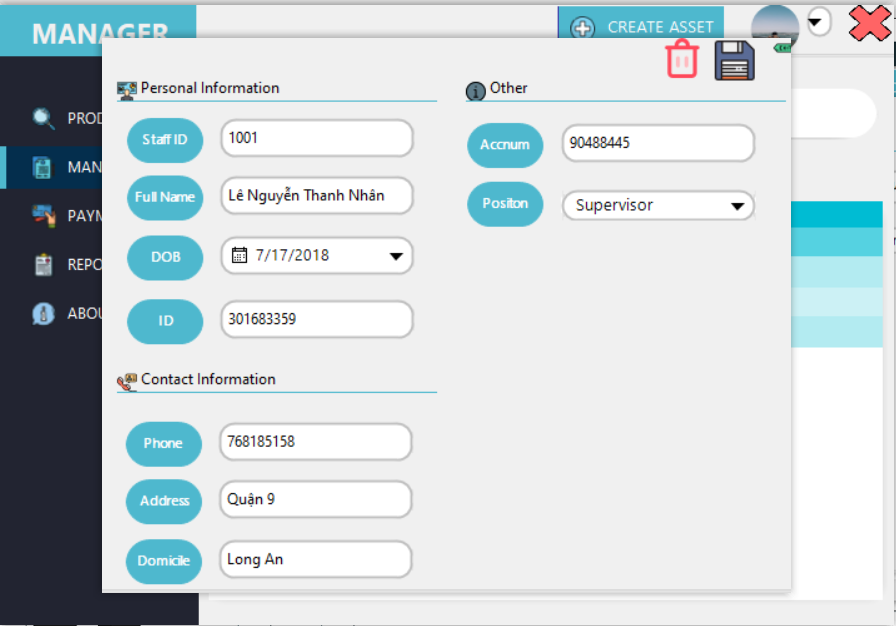 MANAGER
CREATE ASSET
PROD
MAN
PAYM
REPO
ABOU
Personal Information
Staff ID
1001
Full Name
Lê Nguyễn Thanh Nhân
DOB
7/17/2018
ID
301683359
Contact Information
Phone
768185158
Address
Quận 9
Domicile
Long An
Other
Accnum
90488445
Positon
Supervisor